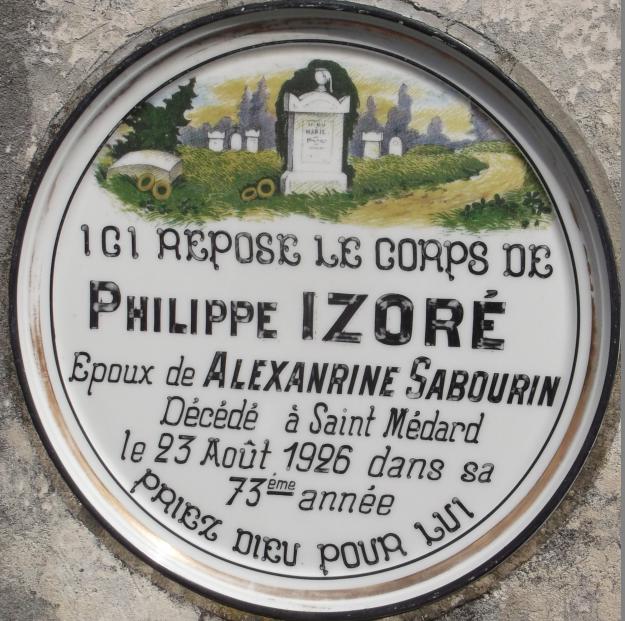 ICI REPOSE LE CORPS DE
PHILIPPE IZORÉ
Epoux de ALEXANRINE SABOURIN
Décédé à Saint Médard
le 23 Août 1926 dans sa
73ème année
PRIEZ DIEU POUR LUI